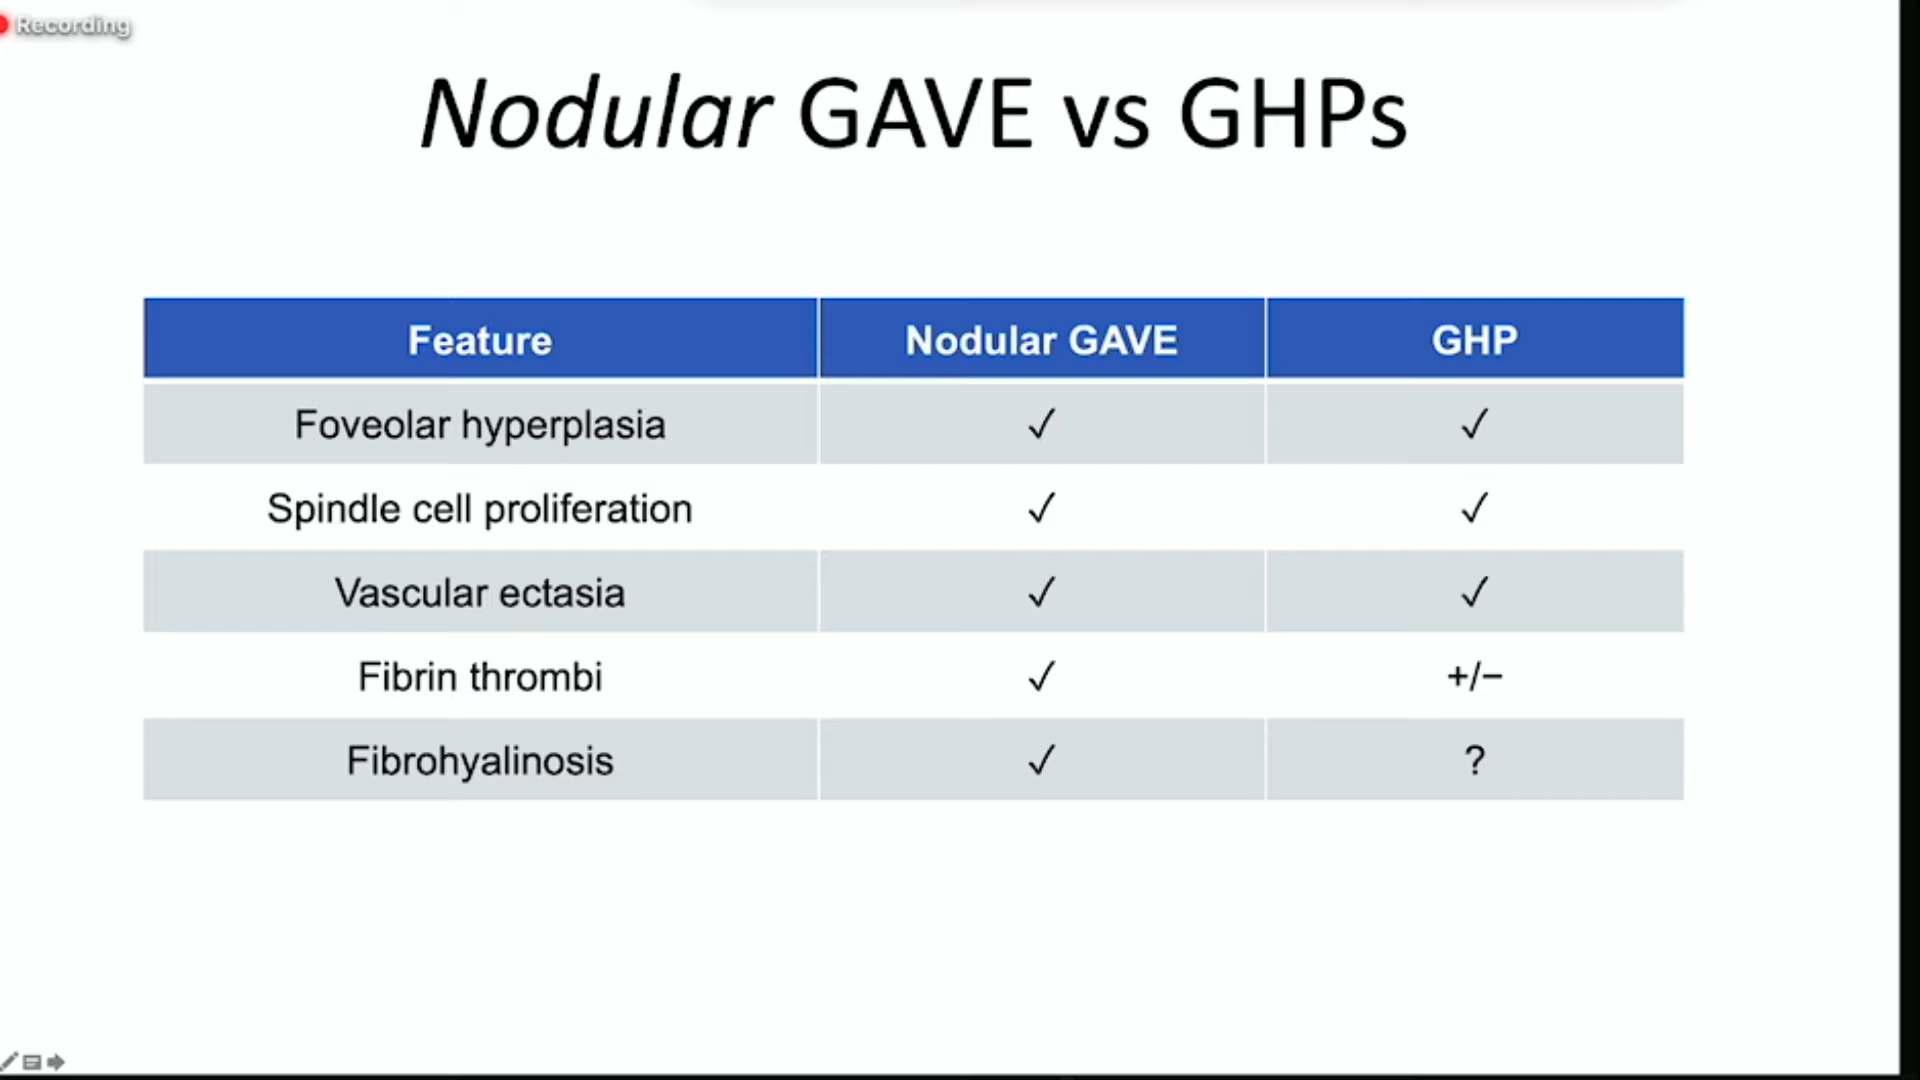 Recording
Nodular GAVE vs GHPs
Feature Nodular GAVE GHP
Foveolar hyperplasia ✓ ✓
Spindle cell proliferation ✓ ✓
Vascular ectasia ✓ ✓
Fibrin thrombi ✓ +/−
Fibrohyalinosis ✓ ?